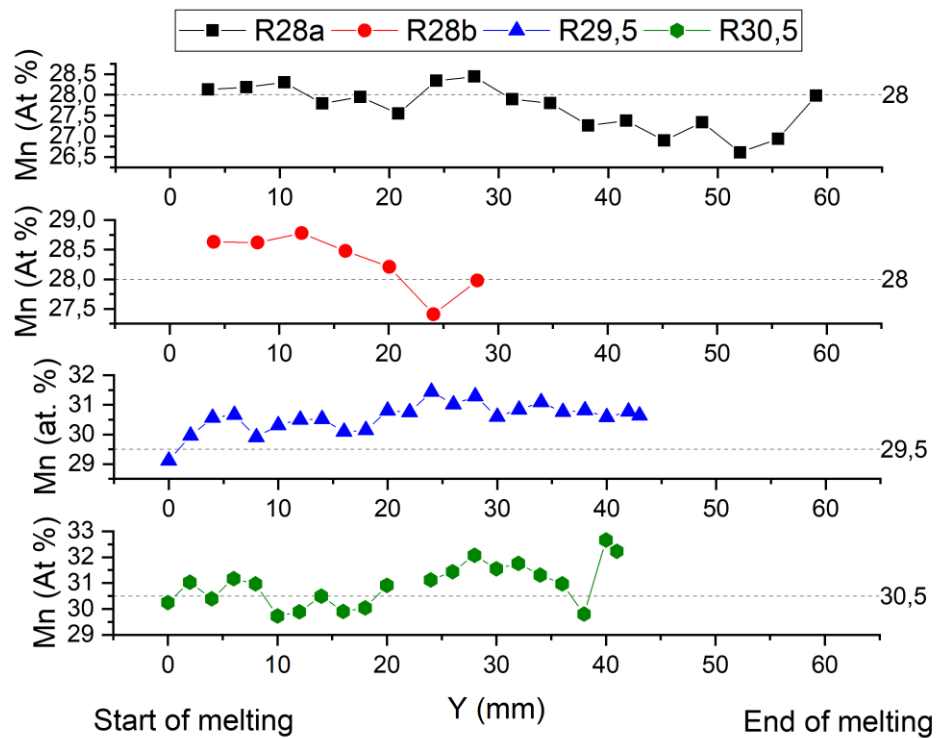 R28a R28b R29,5 R30,5
Mn (At %)
28,5
28,0
27,5
27,0
26,5
28
0 10 20 30 40 50 60
Mn (At %)
29,0
28,5
28,0
27,5
28
0 10 20 30 40 50 60
Mn (at. %)
32
31
30
29
29,5
0 10 20 30 40 50 60
Mn (At %)
33
32
31
30
29
30,5
0 10 20 30 40 50 60
Y (mm)
Start of melting End of melting